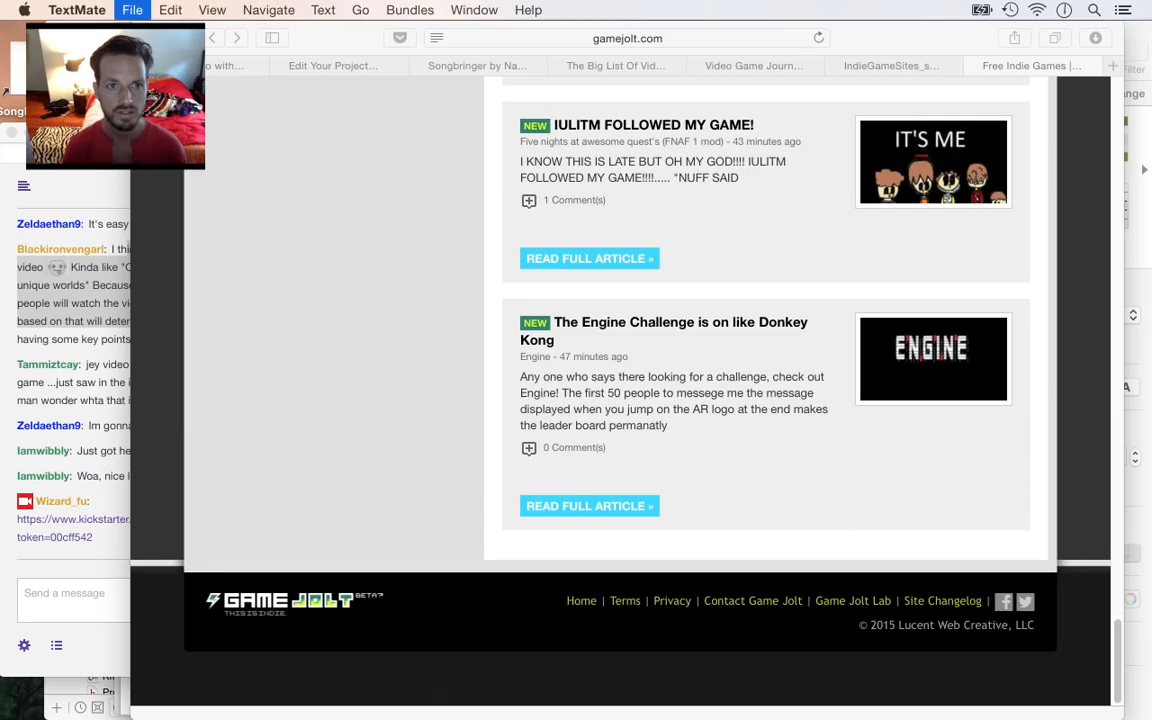 TextMate File Edit View Navigate Text Go Bundles Window Help
gamejolt.com
Filter
o with...
Edit Your Project...
Songbringer by Na...
The Big List Of Vid...
Video Game Journ...
IndieGameSites_s...
Free Indie Games |...
ange
Song
NEW IULITM FOLLOWED MY GAME!
Five nights at awesome quest's (FNAF 1 mod) - 43 minutes ago
I KNOW THIS IS LATE BUT OH MY GOD!!!! IULITM
FOLLOWED MY GAME!!!!..... "NUFF SAID
1 Comment(s)
READ FULL ARTICLE »
IT'S ME
NEW The Engine Challenge is on like Donkey
Kong
Engine - 47 minutes ago
Any one who says there looking for a challenge, check out
Engine! The first 50 people to messege me the message
displayed when you jump on the AR logo at the end makes
the leader board permanatly
0 Comment(s)
READ FULL ARTICLE »
ENGINE
Zeldaethan9: It's easy
Blackironvengarl: I thi
video Kinda like "C
unique worlds" Because
people will watch the vi
based on that will deter
having some key points
Tammiztcay: jey video
game ...just saw in the i
man wonder whta that i
Zeldaethan9: Im gonna
Iamwibbly: Just got he
Iamwibbly: Woa, nice l
Wizard_fu:
https://www.kickstarter.
token=00cff542
Send a message
A
GAME JOLT BETA
THIS IS INDIE.
Home | Terms | Privacy | Contact Game Jolt | Game Jolt Lab | Site Changelog |
© 2015 Lucent Web Creative, LLC